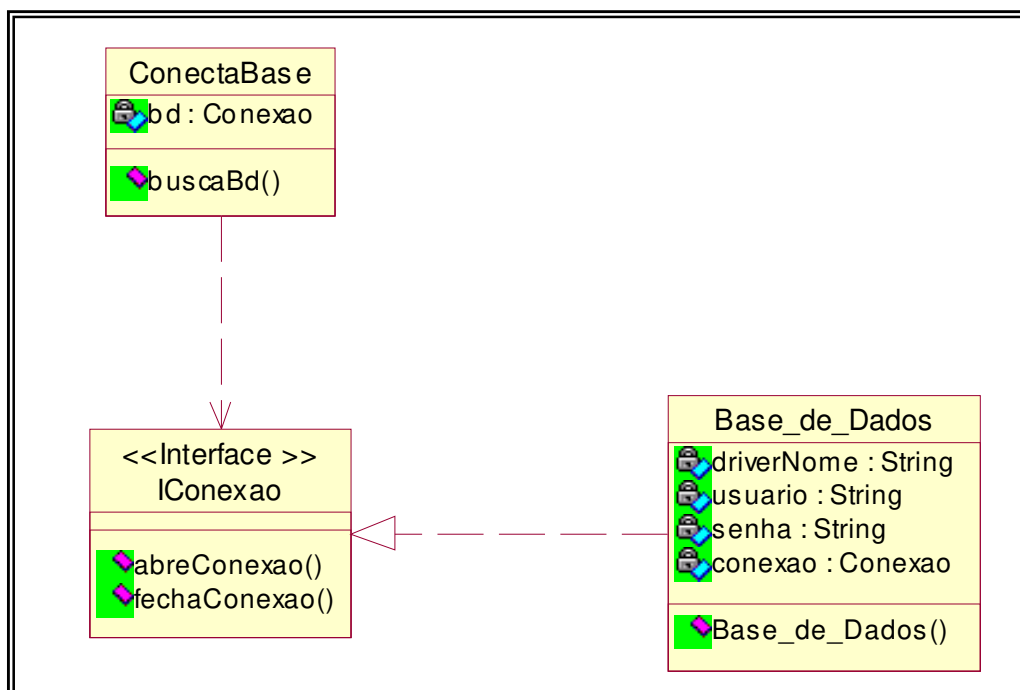 ConectaBase
bd : Conexao
buscaBd()
<<Interface >>
IConexao
abreConexao()
fechaConexao()
Base_de_Dados
driverNome : String
usuario : String
senha : String
conexao : Conexao
Base_de_Dados()